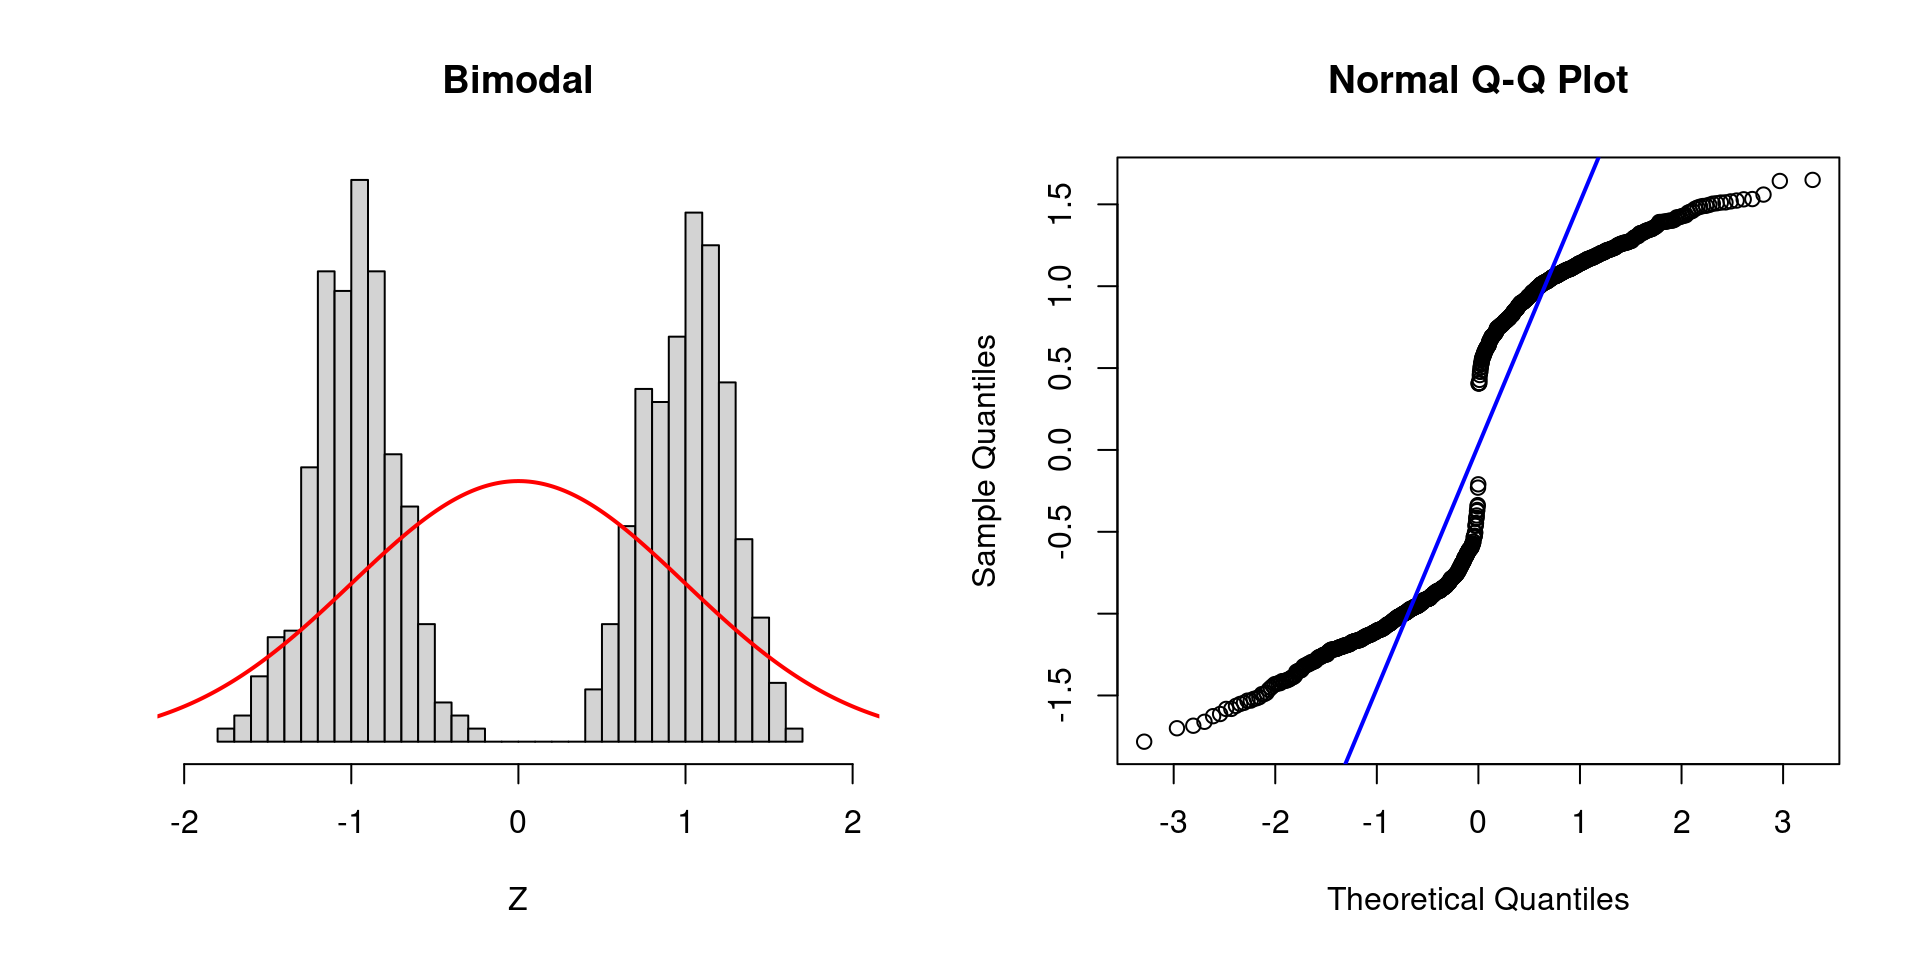 Bimodal
-2 -1 0 1 2
Z
Normal Q-Q Plot
Sample Quantiles
1.5
1.0
0.5
0.0
-0.5
-1.5
-3 -2 -1 0 1 2 3
Theoretical Quantiles